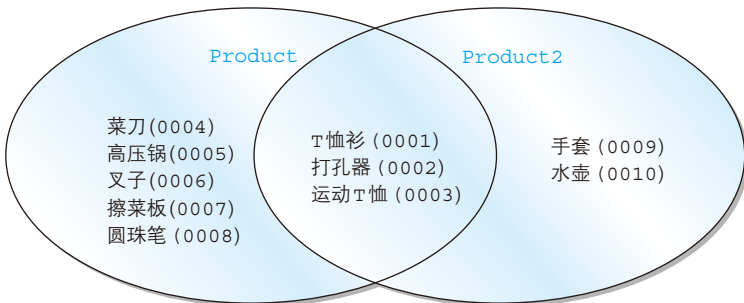 Product
Product2
菜刀(0004)
高压锅(0005)
叉子(0006)
擦菜板(0007)
圆珠笔(0008)
T恤衫(0001)
打孔器(0002)
运动T恤(0003)
手套(0009)
水壶(0010)